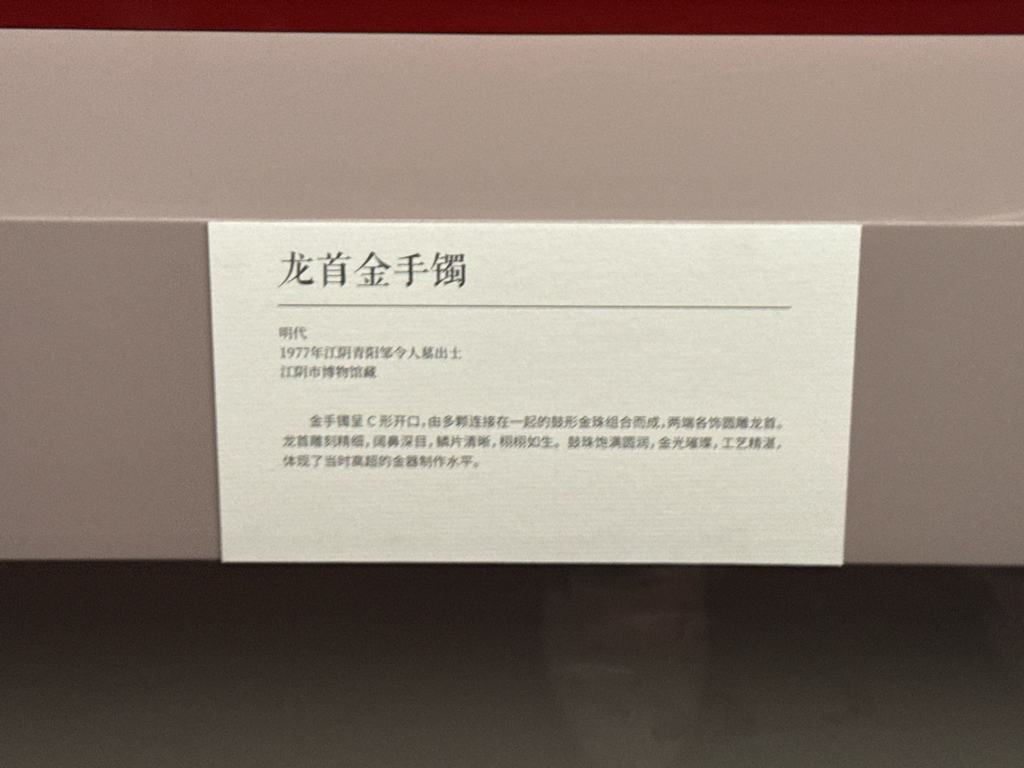 龙首金手镯
明代
1977年江阴青阳邹令人墓出土
江阴市博物馆藏
金手镯呈 C 形开口，由多颗连接在一起的鼓形金珠组合而成，两端各饰圆雕龙首。
龙首雕刻精细，阔鼻深目，鳞片清晰，栩栩如生。鼓珠饱满圆润，金光璀璨，工艺精湛，
体现了当时高超的金器制作水平。